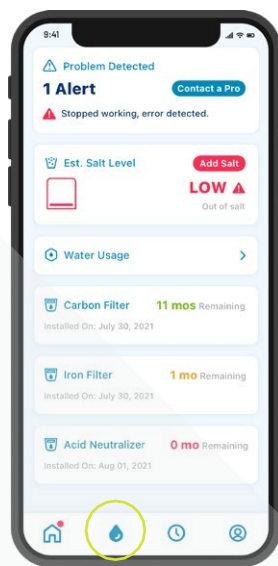 9:41
Problem Detected
1 Alert Contact a Pro
Stopped working, error detected.
Est. Salt Level Add Salt
LOW
Out of salt
Water Usage
Carbon Filter 11 mos Remaining
Installed On: July 30, 2021
Iron Filter 1 mo Remaining
Installed On: July 30, 2021
Acid Neutralizer 0 mo Remaining
Installed On: Aug 01, 2021